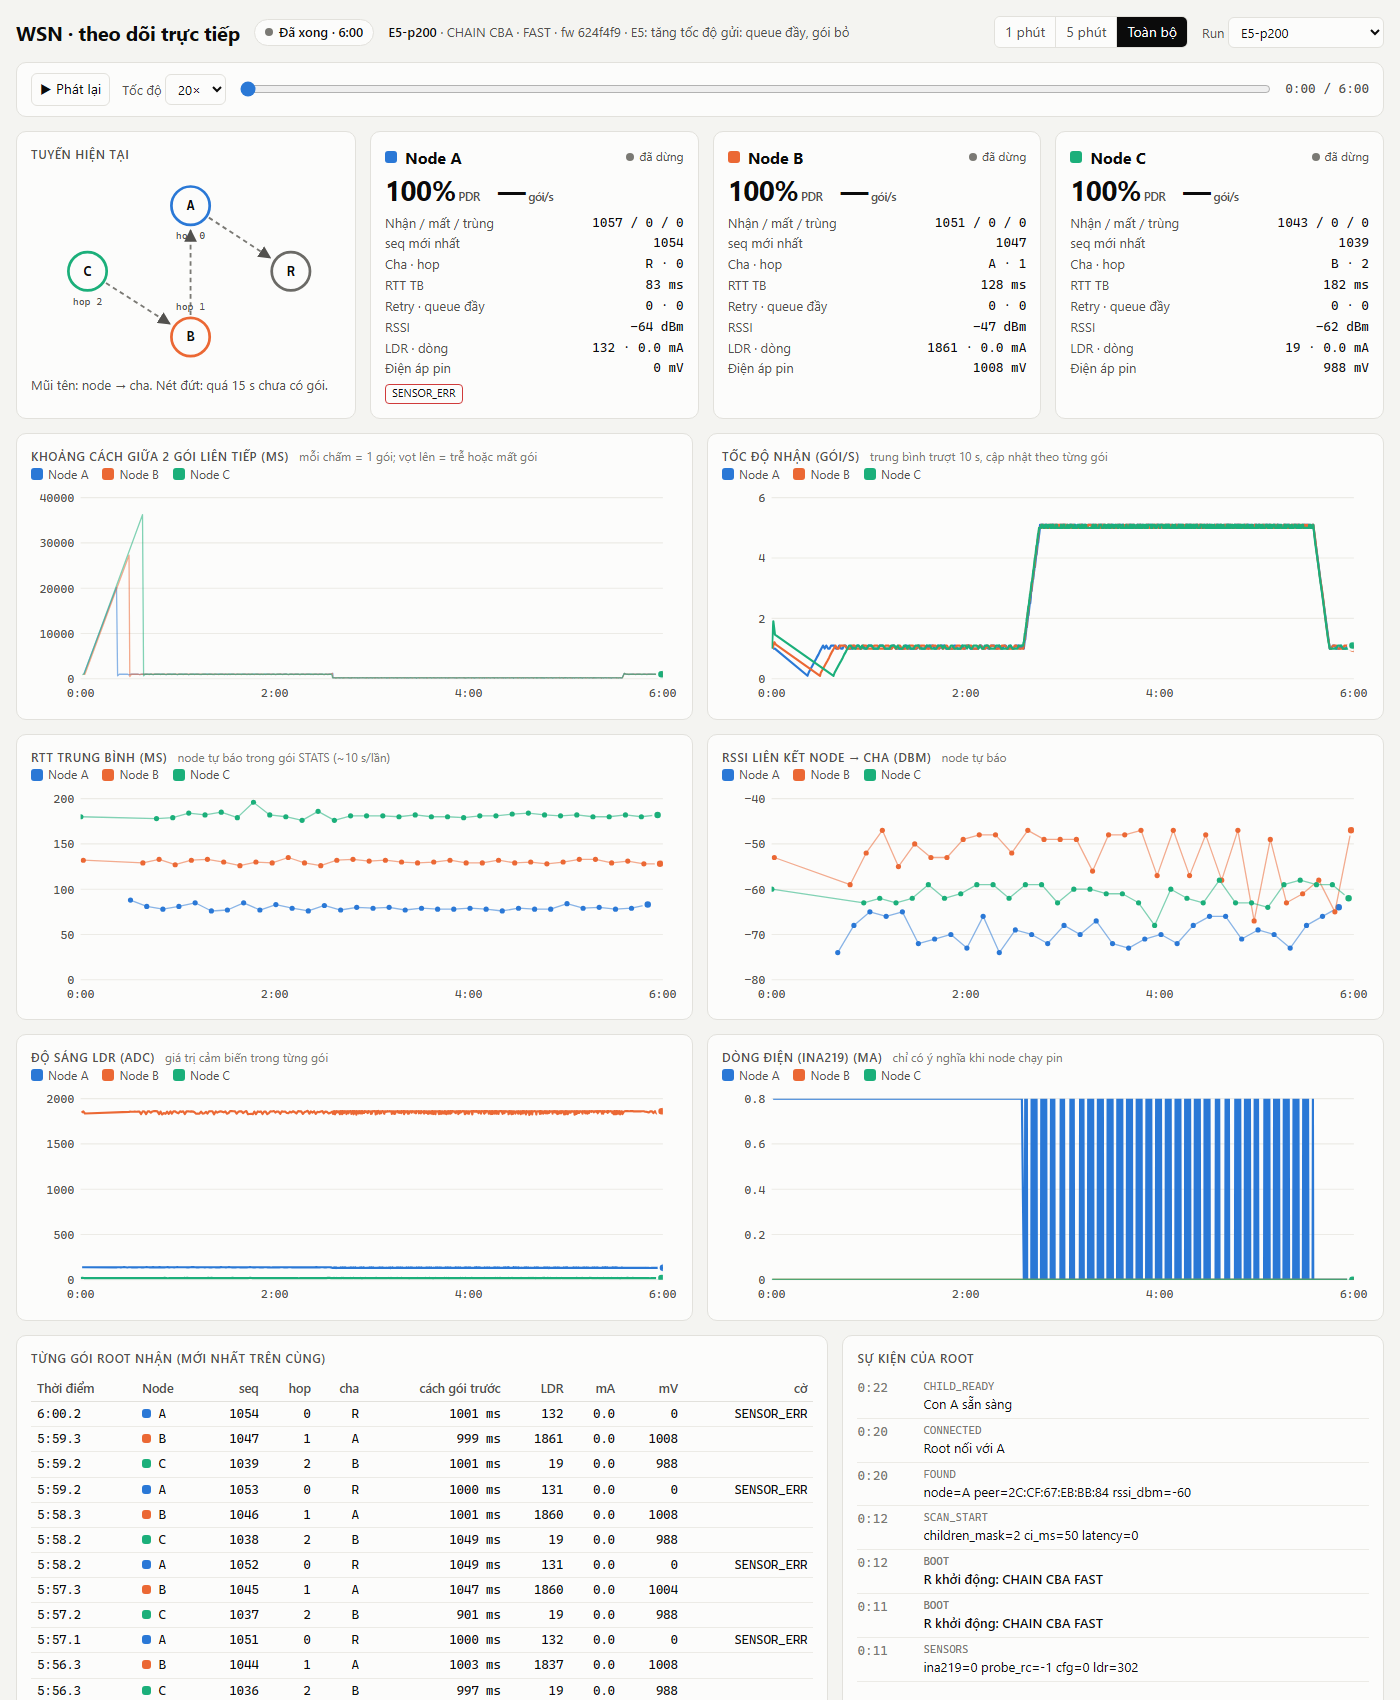 WSN · theo dõi trực tiếp
Đã xong · 6:00
E5-p200 · CHAIN CBA · FAST · fw 624f4f9 · E5: tăng tốc độ gửi: queue đầy, gói bỏ
1 phút 5 phút Toàn bộ
Run E5-p200
▶ Phát lại Tốc độ 20× 0:00 / 6:00
TUYẾN HIỆN TẠI
A
hop 0
C
hop 2
R
hop 1
B
Mũi tên: node → cha. Nét đứt: quá 15 s chưa có gói.
Node A đã dừng
100% PDR — gói/s
Nhận / mất / trùng 1057 / 0 / 0
seq mới nhất 1054
Cha · hop R · 0
RTT TB 83 ms
Retry · queue đầy 0 · 0
RSSI −64 dBm
LDR · dòng 132 · 0.0 mA
Điện áp pin 0 mV
SENSOR_ERR
Node B đã dừng
100% PDR — gói/s
Nhận / mất / trùng 1051 / 0 / 0
seq mới nhất 1047
Cha · hop A · 1
RTT TB 128 ms
Retry · queue đầy 0 · 0
RSSI −47 dBm
LDR · dòng 1861 · 0.0 mA
Điện áp pin 1008 mV
Node C đã dừng
100% PDR — gói/s
Nhận / mất / trùng 1043 / 0 / 0
seq mới nhất 1039
Cha · hop B · 2
RTT TB 182 ms
Retry · queue đầy 0 · 0
RSSI −62 dBm
LDR · dòng 19 · 0.0 mA
Điện áp pin 988 mV
KHOẢNG CÁCH GIỮA 2 GÓI LIÊN TIẾP (MS) mỗi chấm = 1 gói; vọt lên = trễ hoặc mất gói
Node A Node B Node C
40000
30000
20000
10000
0
0:00 2:00 4:00 6:00
TỐC ĐỘ NHẬN (GÓI/S) trung bình trượt 10 s, cập nhật theo từng gói
Node A Node B Node C
6
4
2
0
0:00 2:00 4:00 6:00
RTT TRUNG BÌNH (MS) node tự báo trong gói STATS (~10 s/lần)
Node A Node B Node C
200
150
100
50
0
0:00 2:00 4:00 6:00
RSSI LIÊN KẾT NODE → CHA (DBM) node tự báo
Node A Node B Node C
−40
−50
−60
−70
−80
0:00 2:00 4:00 6:00
ĐỘ SÁNG LDR (ADC) giá trị cảm biến trong từng gói
Node A Node B Node C
2000
1500
1000
500
0
0:00 2:00 4:00 6:00
DÒNG ĐIỆN (INA219) (MA) chỉ có ý nghĩa khi node chạy pin
Node A Node B Node C
0.8
0.6
0.4
0.2
0
0:00 2:00 4:00 6:00
TỪNG GÓI ROOT NHẬN (MỚI NHẤT TRÊN CÙNG)
Thời điểm Node seq hop cha cách gói trước LDR mA mV cờ
6:00.2 A 1054 0 R 1001 ms 132 0.0 0 SENSOR_ERR
5:59.3 B 1047 1 A 999 ms 1861 0.0 1008
5:59.2 C 1039 2 B 1001 ms 19 0.0 988
5:59.2 A 1053 0 R 1000 ms 131 0.0 0 SENSOR_ERR
5:58.3 B 1046 1 A 1001 ms 1860 0.0 1008
5:58.2 C 1038 2 B 1049 ms 19 0.0 988
5:58.2 A 1052 0 R 1049 ms 131 0.0 0 SENSOR_ERR
5:57.3 B 1045 1 A 1047 ms 1860 0.0 1004
5:57.2 C 1037 2 B 901 ms 19 0.0 988
5:57.1 A 1051 0 R 1000 ms 132 0.0 0 SENSOR_ERR
5:56.3 B 1044 1 A 1003 ms 1837 0.0 1008
5:56.3 C 1036 2 B 997 ms 19 0.0 988
SỰ KIỆN CỦA ROOT
0:22 CHILD_READY
Con A sẵn sàng
0:20 CONNECTED
Root nối với A
0:20 FOUND
node=A peer=2C:CF:67:EB:BB:84 rssi_dbm=-60
0:12 SCAN_START
children_mask=2 ci_ms=50 latency=0
0:12 BOOT
R khởi động: CHAIN CBA FAST
0:11 BOOT
R khởi động: CHAIN CBA FAST
0:11 SENSORS
ina219=0 probe_rc=-1 cfg=0 ldr=302